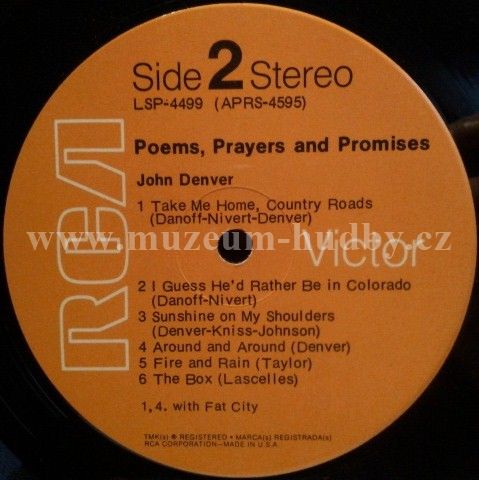 Side 2 Stereo
LSP-4499 (APRS-4595)
Poems, Prayers and Promises
John Denver
1 Take Me Home, Country Roads
(Danoff-Nivert-Denver)
www.muzeum-hudby.cz
RCA Victor
2 I Guess He'd Rather Be in Colorado
(Danoff-Nivert)
3 Sunshine on My Shoulders
(Denver-Kniss-Johnson)
4 Around and Around (Denver)
5 Fire and Rain (Taylor)
6 The Box (Lascelles)
1,4. with Fat City
TMK(s) ® REGISTERED • MARCA(s) REGISTRADA(s)
RCA CORPORATION—MADE IN U.S.A